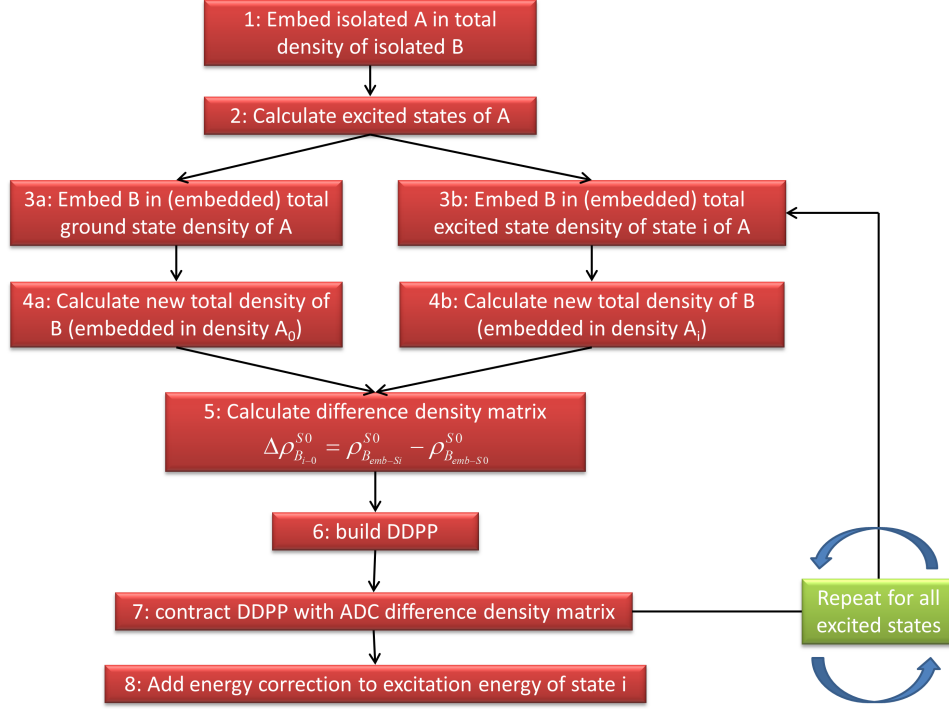 1: Embed isolated A in total
density of isolated B
2: Calculate excited states of A
3a: Embed B in (embedded) total
ground state density of A
3b: Embed B in (embedded) total
excited state density of state i of A
4a: Calculate new total density of
B (embedded in density A₀)
4b: Calculate new total density of B
(embedded in density Aᵢ)
5: Calculate difference density matrix
Δρ_{B_{i-0}}^{S0} = ρ_{B_{emb-Si}}^{S0} − ρ_{B_{emb-S0}}^{S0}
6: build DDPP
7: contract DDPP with ADC difference density matrix
Repeat for all
excited states
8: Add energy correction to excitation energy of state i